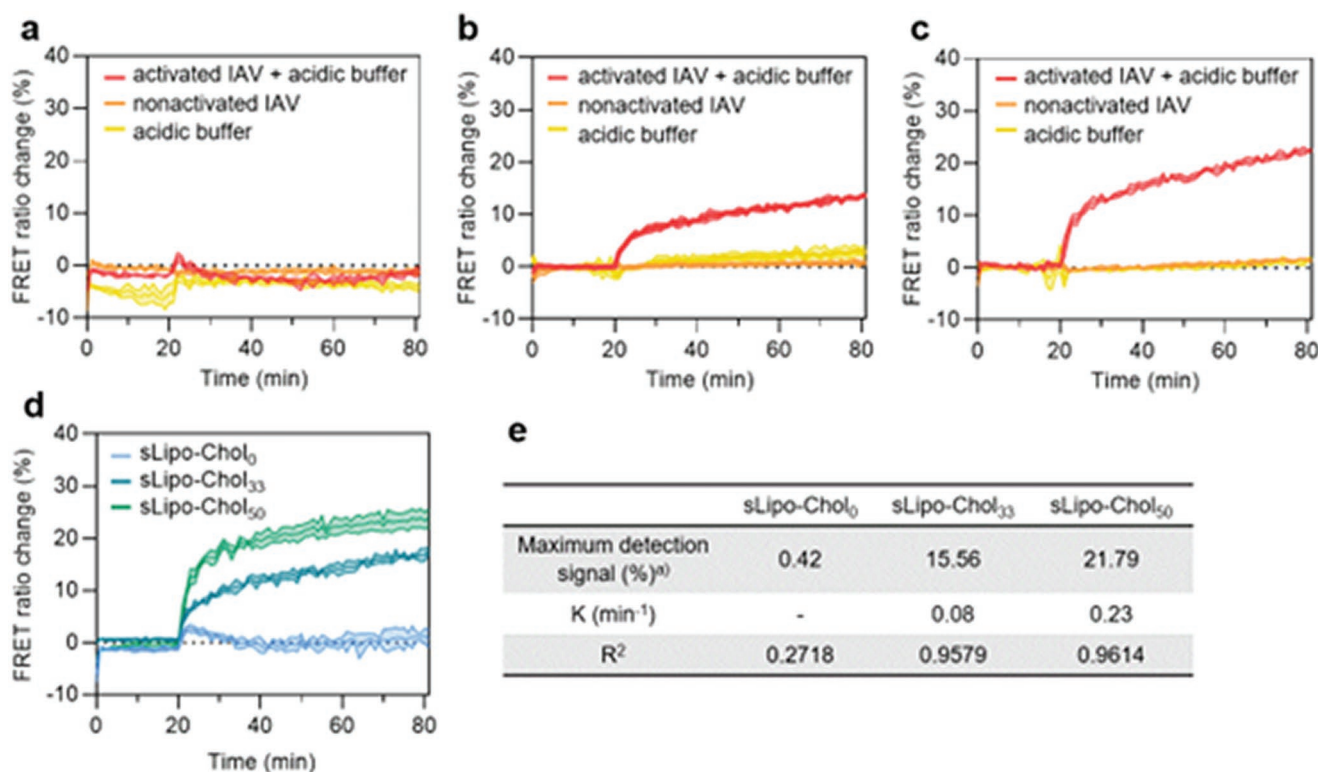 a
40
30
20
10
0
-10
FRET ratio change (%)
activated IAV + acidic buffer
nonactivated IAV
acidic buffer
0 20 40 60 80
Time (min)
b
40
30
20
10
0
-10
FRET ratio change (%)
activated IAV + acidic buffer
nonactivated IAV
acidic buffer
0 20 40 60 80
Time (min)
c
40
30
20
10
0
-10
FRET ratio change (%)
activated IAV + acidic buffer
nonactivated IAV
acidic buffer
0 20 40 60 80
Time (min)
d
40
30
20
10
0
-10
FRET ratio change (%)
sLipo-Chol₀
sLipo-Chol₃₃
sLipo-Chol₅₀
0 20 40 60 80
Time (min)
e
sLipo-Chol₀ sLipo-Chol₃₃ sLipo-Chol₅₀
Maximum detection
signal (%)ᵃ⁾ 0.42 15.56 21.79
K (min⁻¹) - 0.08 0.23
R² 0.2718 0.9579 0.9614